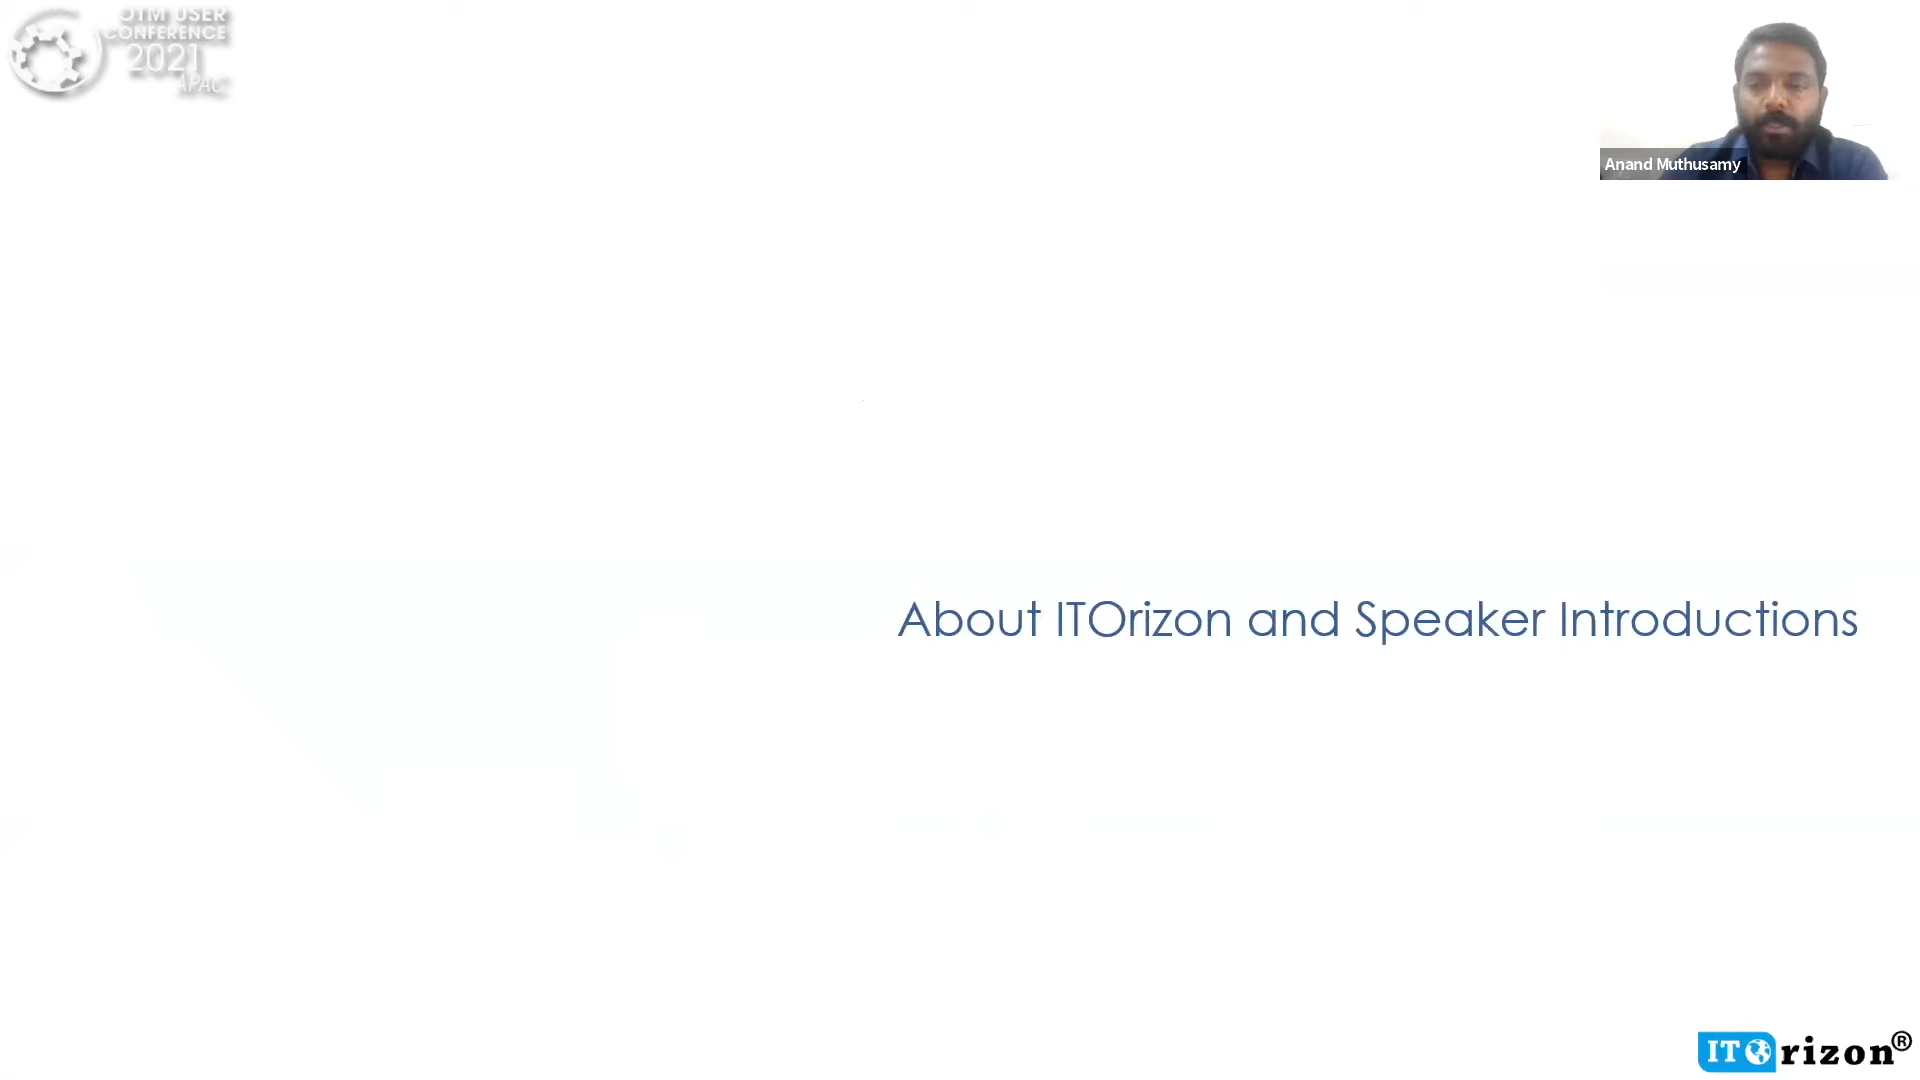 OTM USER
CONFERENCE
2021
APAC
Anand Muthusamy
About ITOrizon and Speaker Introductions
ITOrizon®